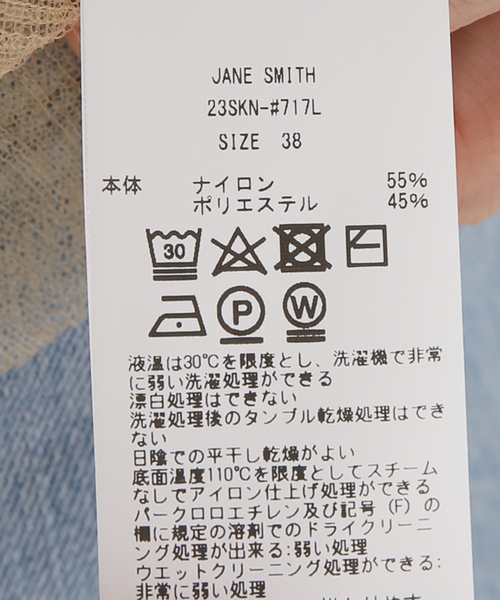 JANE SMITH
23SKN-#717L
SIZE 38
本体 ナイロン 55%
ポリエステル 45%
30
P W
液温は30℃を限度とし、洗濯機で非常
に弱い洗濯処理ができる
漂白処理はできない
洗濯処理後のタンブル乾燥処理はでき
ない
日陰での平干し乾燥がよい
底面温度110℃を限度としてスチーム
なしでアイロン仕上げ処理ができる
パークロロエチレン及び記号(F)の
欄に規定の溶剤でのドライクリーニ
ング処理が出来る:弱い処理
ウエットクリーニング処理ができる:
非常に弱い処理